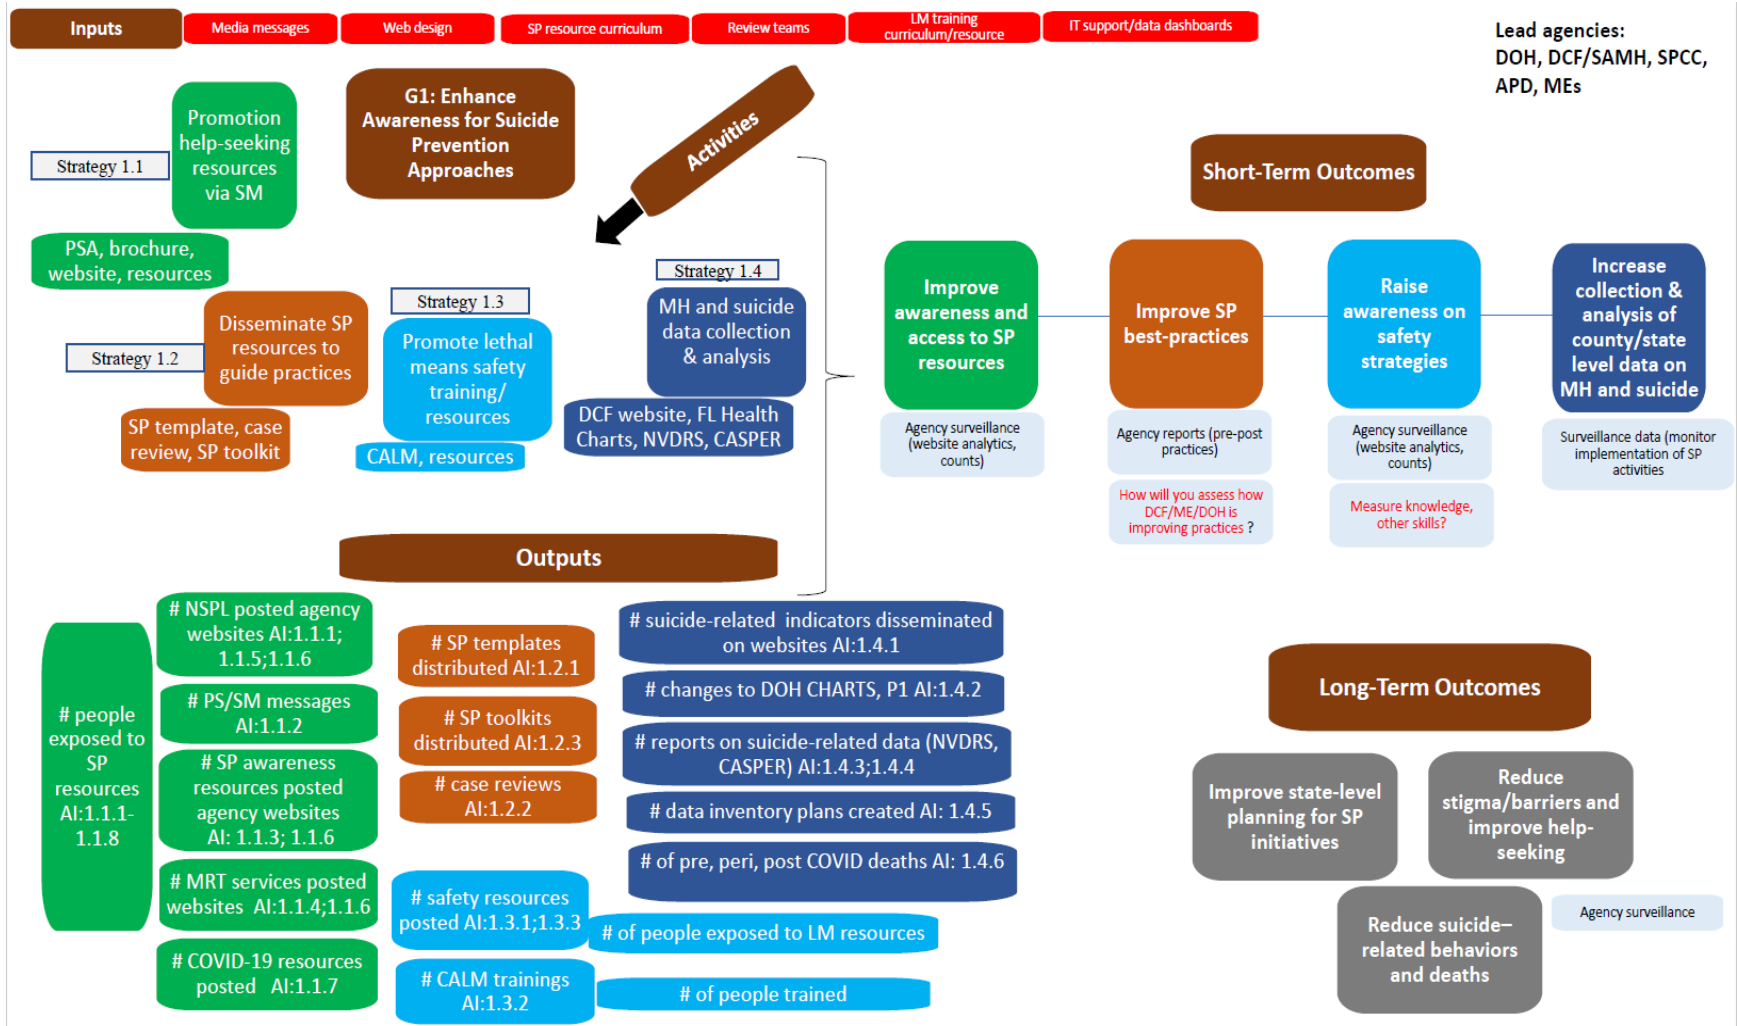 Inputs
Media messages
Web design
SP resource curriculum
Review teams
LM training
curriculum/resource
IT support/data dashboards
Lead agencies:
DOH, DCF/SAMH, SPCC,
APD, MEs
G1: Enhance
Awareness for Suicide
Prevention
Approaches
Activities
Strategy 1.1
Promotion
help-seeking
resources
via SM
PSA, brochure,
website, resources
Strategy 1.2
Disseminate SP
resources to
guide practices
SP template, case
review, SP toolkit
Strategy 1.3
Promote lethal
means safety
training/
resources
CALM, resources
Strategy 1.4
MH and suicide
data collection
& analysis
DCF website, FL Health
Charts, NVDRS, CASPER
Short-Term Outcomes
Improve
awareness and
access to SP
resources
Agency surveillance
(website analytics,
counts)
Improve SP
best-practices
Agency reports (pre-post
practices)
How will you assess how
DCF/ME/DOH is
improving practices ?
Raise
awareness on
safety
strategies
Agency surveillance
(website analytics,
counts)
Measure knowledge,
other skills?
Increase
collection &
analysis of
county/state
level data on
MH and suicide
Surveillance data (monitor
implementation of SP
activities
Outputs
# people
exposed to
SP
resources
AI:1.1.1-
1.1.8
# NSPL posted agency
websites AI:1.1.1;
1.1.5;1.1.6
# PS/SM messages
AI:1.1.2
# SP awareness
resources posted
agency websites
AI: 1.1.3; 1.1.6
# MRT services posted
websites AI:1.1.4;1.1.6
# COVID-19 resources
posted AI:1.1.7
# SP templates
distributed AI:1.2.1
# SP toolkits
distributed AI:1.2.3
# case reviews
AI:1.2.2
# safety resources
posted AI:1.3.1;1.3.3
# CALM trainings
AI:1.3.2
# suicide-related indicators disseminated
on websites AI:1.4.1
# changes to DOH CHARTS, P1 AI:1.4.2
# reports on suicide-related data (NVDRS,
CASPER) AI:1.4.3;1.4.4
# data inventory plans created AI: 1.4.5
# of pre, peri, post COVID deaths AI: 1.4.6
# of people exposed to LM resources
# of people trained
Long-Term Outcomes
Improve state-level
planning for SP
initiatives
Reduce
stigma/barriers and
improve help-
seeking
Reduce suicide–
related behaviors
and deaths
Agency surveillance